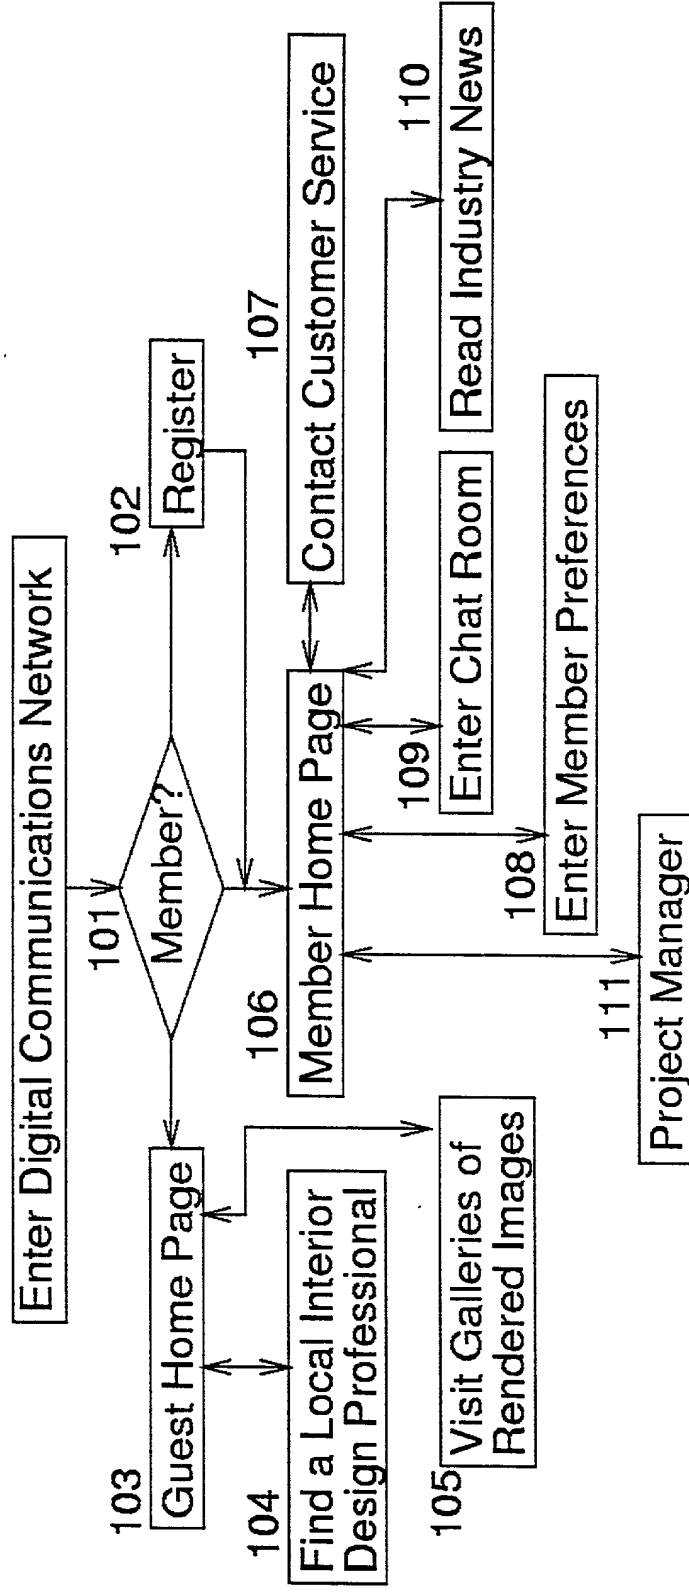 Enter Digital Communications Network
101
Member?
102
Register
103
Guest Home Page
106
Member Home Page
107
Contact Customer Service
104
Find a Local Interior
Design Professional
105
Visit Galleries of
Rendered Images
109
Enter Chat Room
110
Read Industry News
108
Enter Member Preferences
111
Project Manager